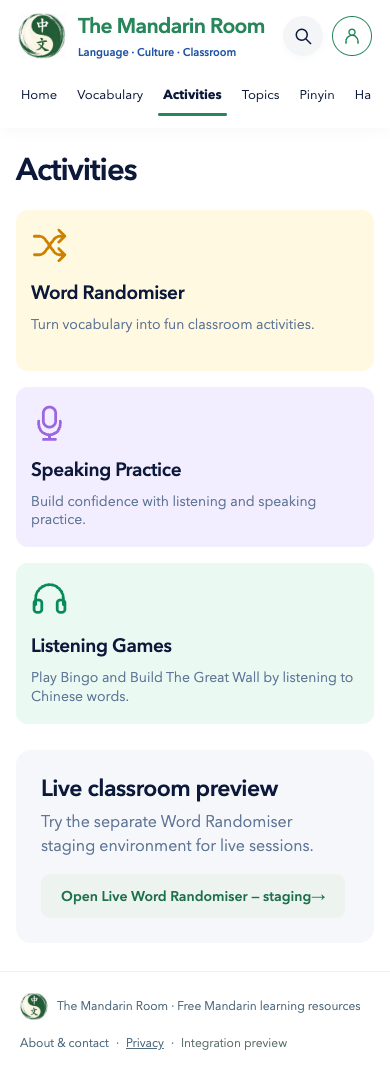 中
文
The Mandarin Room
Language · Culture · Classroom
Home Vocabulary Activities Topics Pinyin Ha
Activities
Word Randomiser
Turn vocabulary into fun classroom activities.
Speaking Practice
Build confidence with listening and speaking
practice.
Listening Games
Play Bingo and Build The Great Wall by listening to
Chinese words.
Live classroom preview
Try the separate Word Randomiser
staging environment for live sessions.
Open Live Word Randomiser – staging→
中
文
The Mandarin Room · Free Mandarin learning resources
About & contact · Privacy · Integration preview